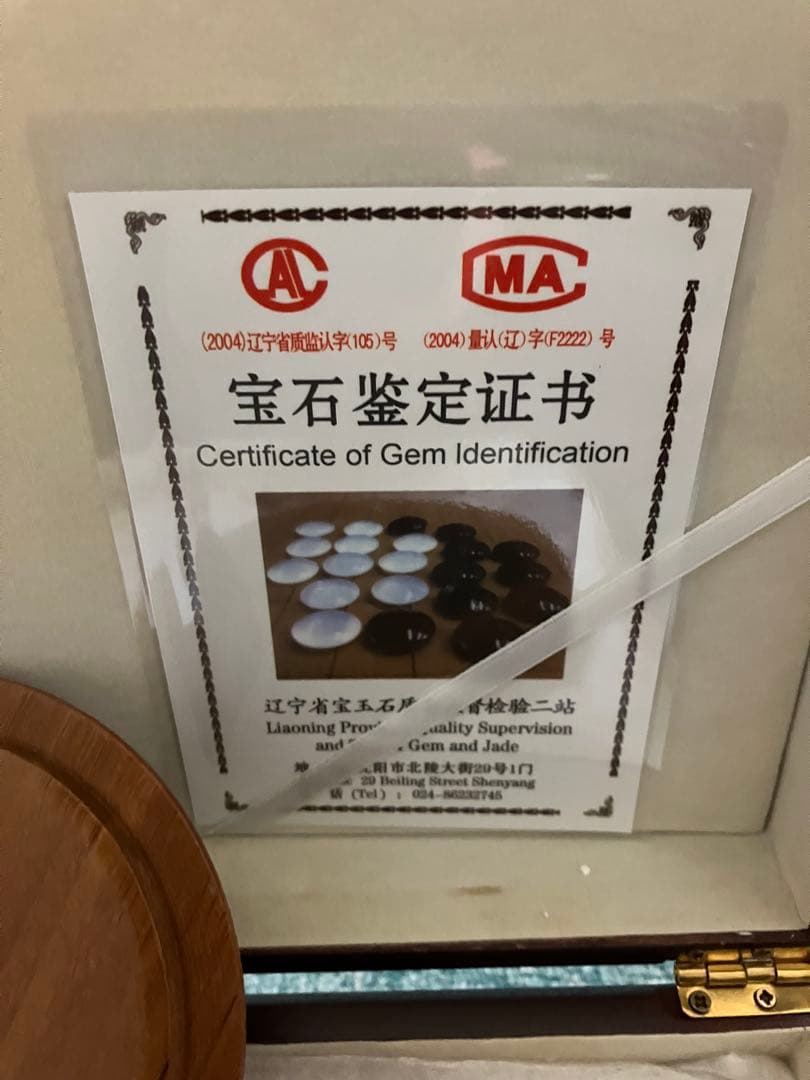 CAL
CMA
(2004)辽宁省质监认字(105)号
(2004)量认(辽)字(F2222)号
宝石鉴定证书
Certificate of Gem Identification
辽宁省宝玉石质 检验二站
Liaoning Quality Supervision
and Gem and Jade
阳市北陵大街29号1门
29 Beiling Street Shenyang
话(Tel):024-86232745